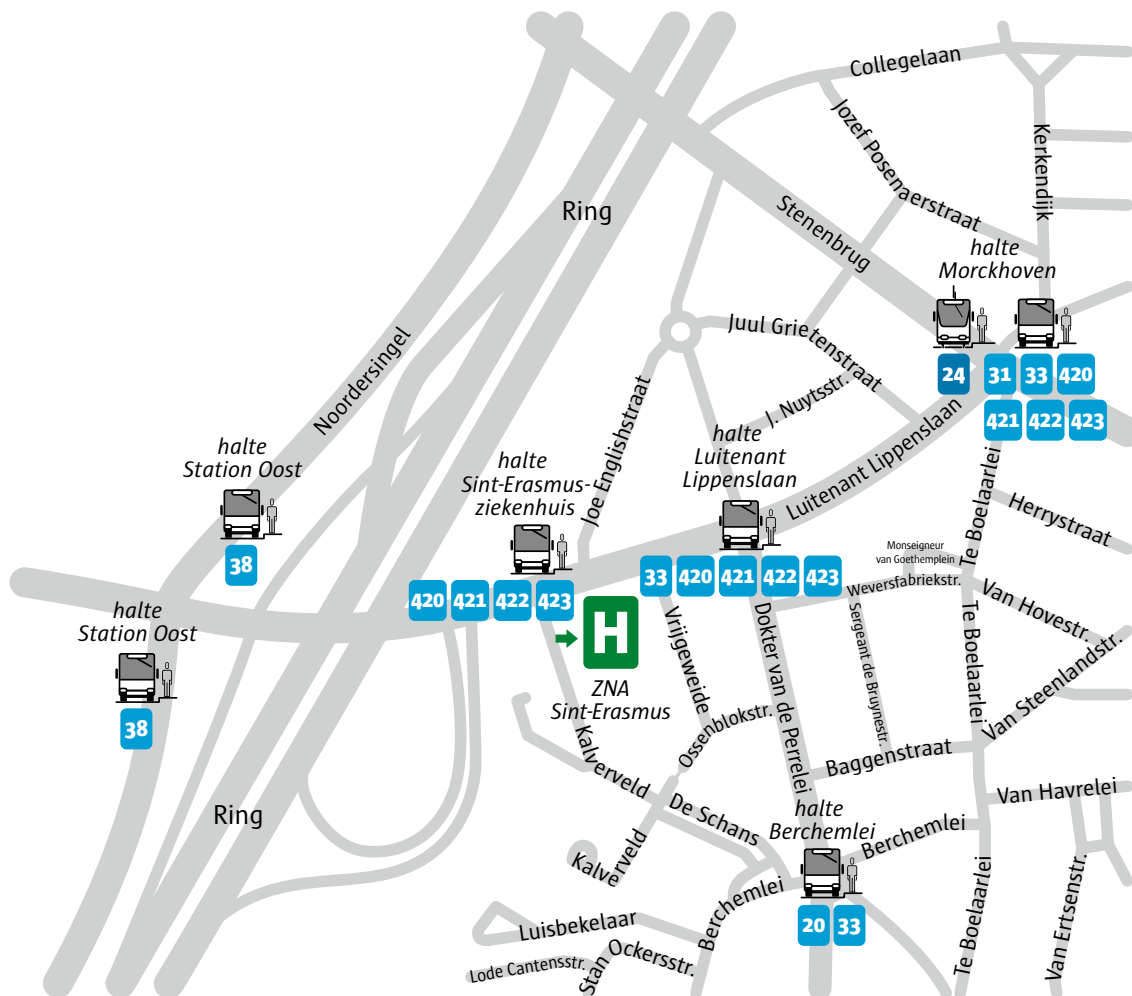 Collegelaan
Jozef Posenaerstraat
Kerkendijk
Ring
Stenenbrug
halte
Morckhoven
Juul Grietenstraat
Noordersingel
24
31
33
420
421
422
423
J. Nuytsstr.
Joe Englishstraat
halte
Luitenant
Lippenslaan
Luitenant Lippenslaan
halte
Station Oost
38
halte
Sint-Erasmus-
ziekenhuis
420
421
422
423
33
420
421
422
423
Te Boelaarlei
Herrystraat
Monseigneur
van Goethemplein
Weversfabriekstr.
Van Hovestr.
halte
Station Oost
38
H
ZNA
Sint-Erasmus
Vrijgeweide
Dokter van de Perrelei
Sergeant de Bruynestr.
Te Boelaarlei
Van Steenlandstr.
Ossenblokstr.
Kalverveld
Baggenstraat
Ring
De Schans
Van Havrelei
halte
Berchemlei
Berchemlei
Kalverveld
Berchemlei
20
33
Te Boelaarlei
Van Ertsenstr.
Luisbekelaar
Stan Ockersstr.
Lode Cantensstr.